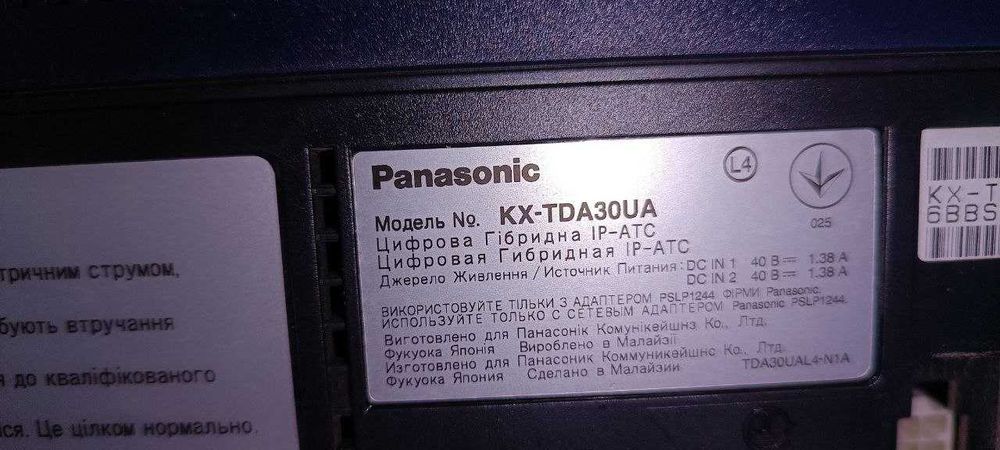 тричним струмом,
бують втручання
я до кваліфікованого
ся. Це цілком нормально.
Panasonic
L4
025
Модель No. KX-TDA30UA
Цифрова Гібридна IP-АТС
Цифровая Гибридная IP-АТС
Джерело Живлення / Источник Питания: DC IN 1 40 В 1.38 А
DC IN 2 40 В 1.38 А
ВИКОРИСТОВУЙТЕ ТІЛЬКИ З АДАПТЕРОМ PSLP1244 ФІРМИ Panasonic.
ИСПОЛЬЗУЙТЕ ТОЛЬКО С СЕТЕВЫМ АДАПТЕРОМ Panasonic PSLP1244.
Виготовлено для Панасонік Комунікейшнз Ко., Лтд.
Фукуока Японія Вироблено в Малайзії
Изготовлено для Панасоник Коммуникейшнс Ко., Лтд.
Фукуока Япония Сделано в Малайзии
TDA30UAL4-N1A
KX-T
6BBS